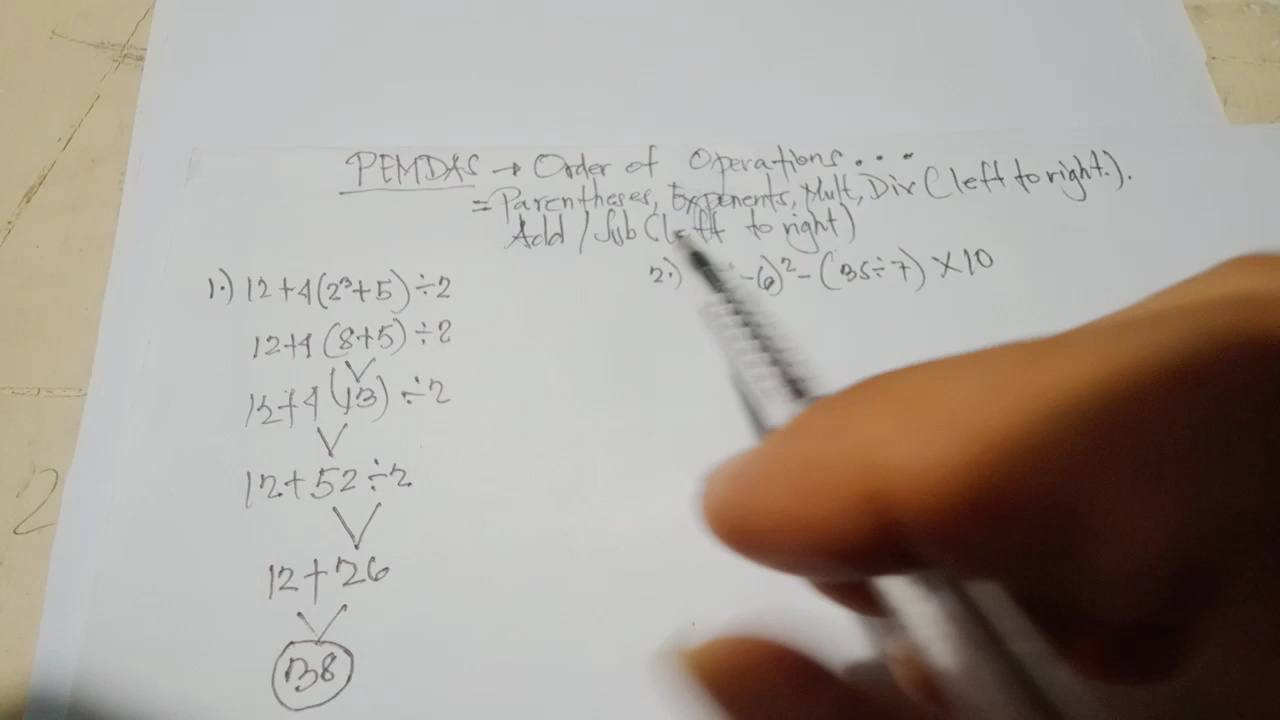 PEMDAS → Order of Operations...
= Parentheses, Exponents, Mult, Div (left to right.).
Add / Sub (left to right)
1.) 12+4(2³+5)÷2
12+4(8+5)÷2
12+4(13)÷2
12+52÷2
12+26
38
2.) -6)²-(35÷7)×10
2